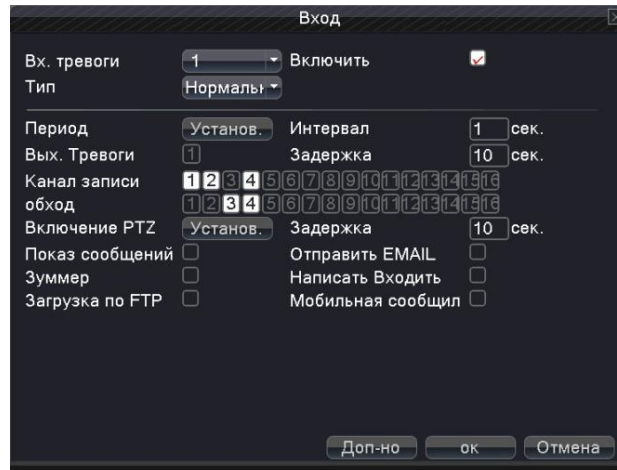 Вход
Вх. тревоги 1 Включить
Тип Нормальн
Период Установ. Интервал 1 сек.
Вых. Тревоги 1 Задержка 10 сек.
Канал записи 1 2 3 4 5 6 7 8 9 10 11 12 13 14 15 16
обход 1 2 3 4 5 6 7 8 9 10 11 12 13 14 15 16
Включение PTZ Установ. Задержка 10 сек.
Показ сообщений Отправить EMAIL
Зуммер Написать Входить
Загрузка по FTP Мобильная сообщил
Доп-но ок Отмена